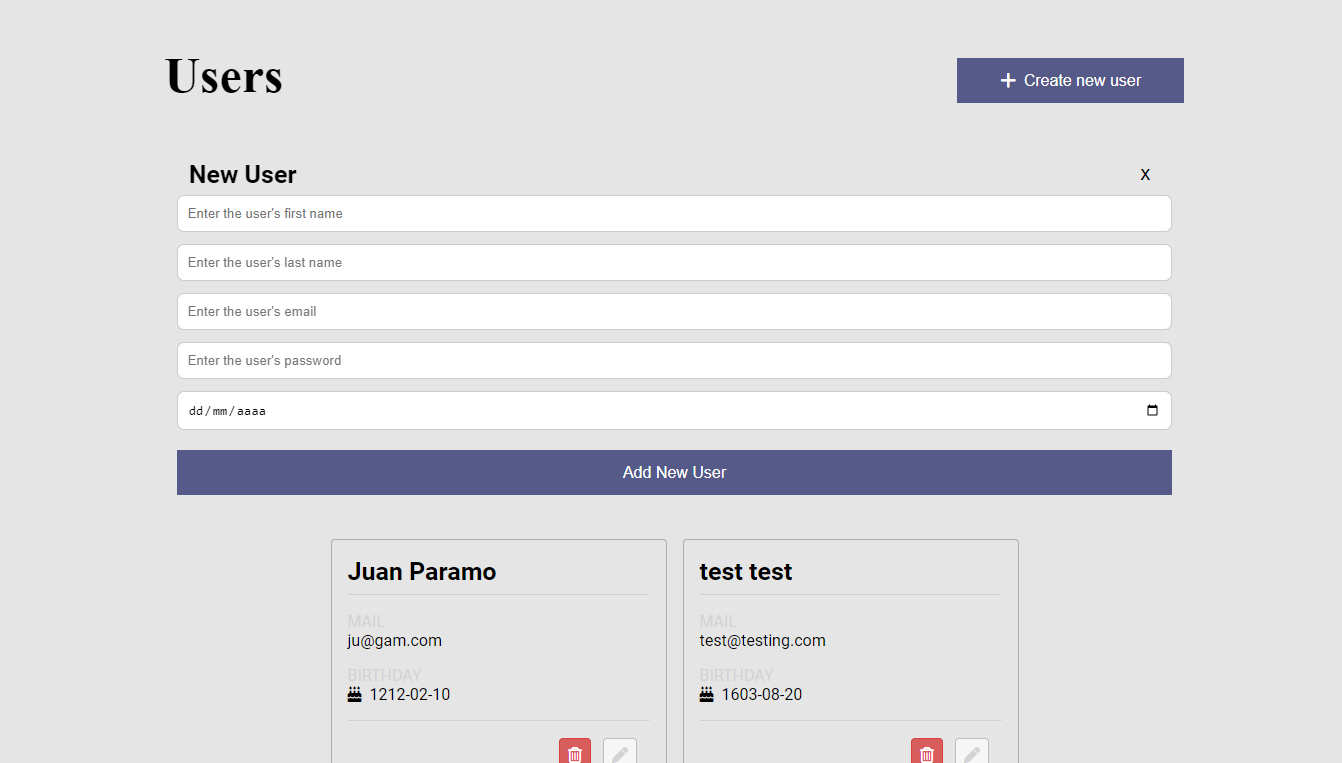 Users
Create new user
New User
X
Enter the user's first name
Enter the user's last name
Enter the user's email
Enter the user's password
dd/mm/aaaa
Add New User
Juan Paramo
MAIL
ju@gam.com
BIRTHDAY
1212-02-10
test test
MAIL
test@testing.com
BIRTHDAY
1603-08-20